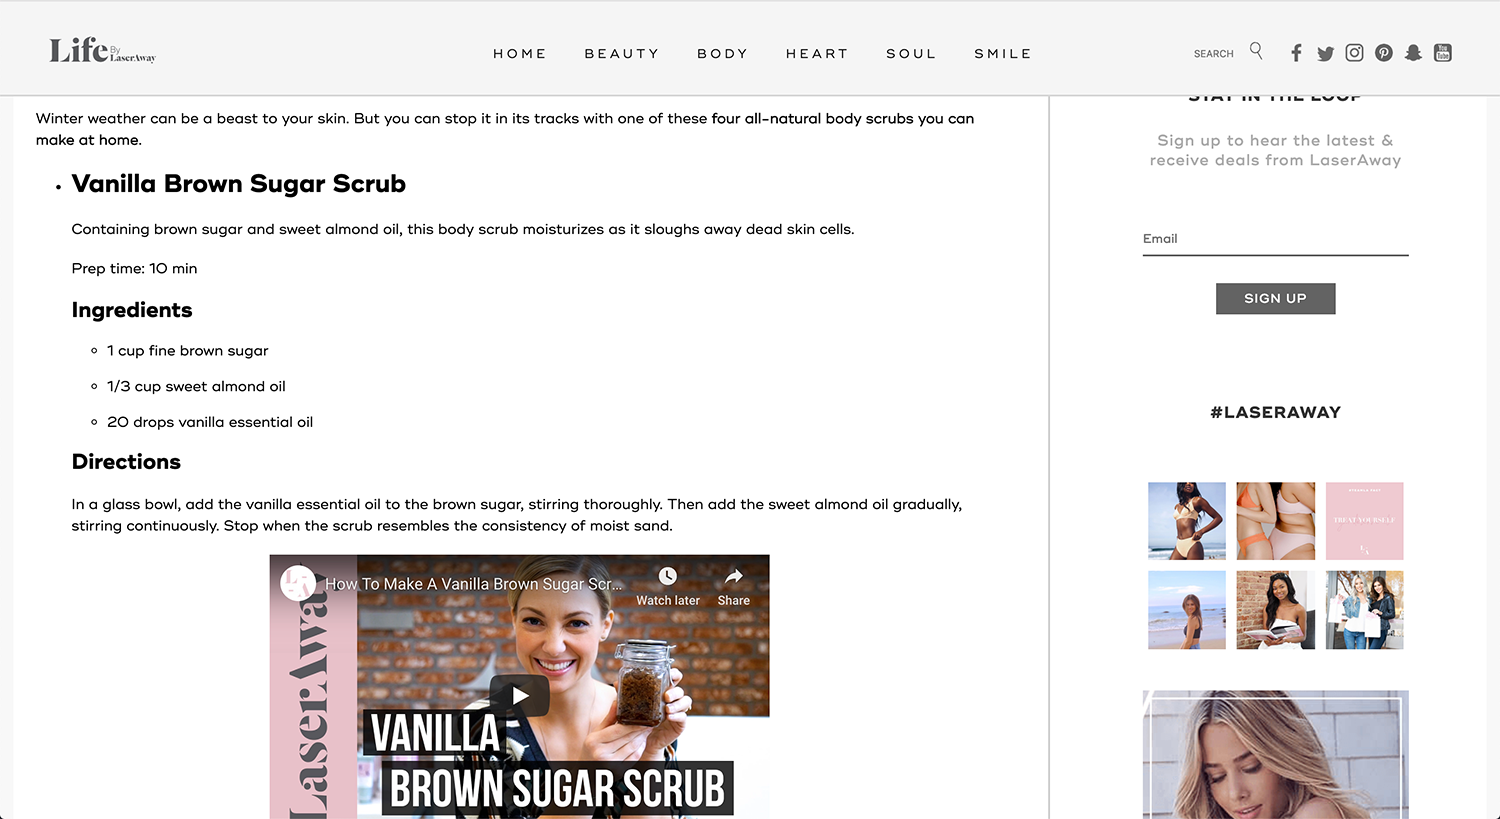 Life By LaserAway
HOME BEAUTY BODY HEART SOUL SMILE
SEARCH
You Tube
Winter weather can be a beast to your skin. But you can stop it in its tracks with one of these four all-natural body scrubs you can
make at home.
Vanilla Brown Sugar Scrub
Containing brown sugar and sweet almond oil, this body scrub moisturizes as it sloughs away dead skin cells.
Prep time: 10 min
Ingredients
1 cup fine brown sugar
1/3 cup sweet almond oil
20 drops vanilla essential oil
Directions
In a glass bowl, add the vanilla essential oil to the brown sugar, stirring thoroughly. Then add the sweet almond oil gradually,
stirring continuously. Stop when the scrub resembles the consistency of moist sand.
How To Make A Vanilla Brown Sugar Scr...
Watch later
Share
LaserAway
VANILLA
BROWN SUGAR SCRUB
STAY IN THE LOOP
Sign up to hear the latest &
receive deals from LaserAway
Email
SIGN UP
#LASERAWAY
TREAT YOURSELF